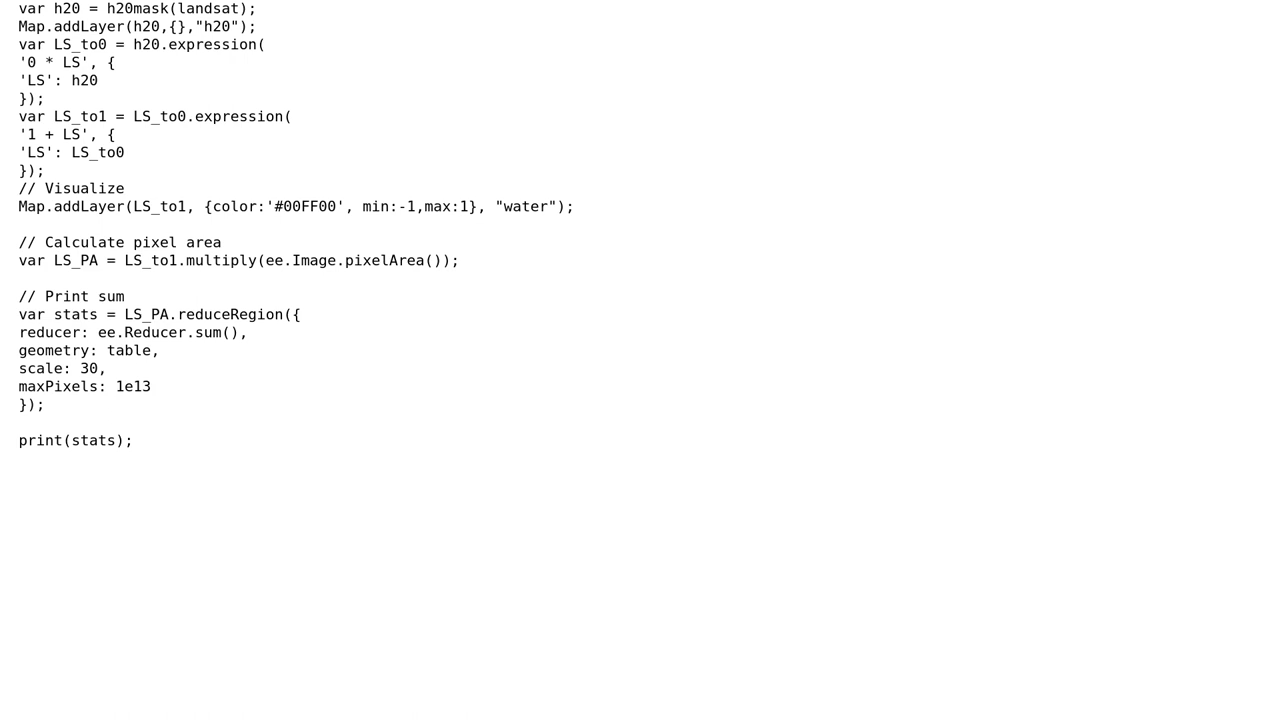 var h20 = h20mask(landsat);
Map.addLayer(h20,{},"h20");
var LS_to0 = h20.expression(
'0 * LS', {
'LS': h20
});
var LS_to1 = LS_to0.expression(
'1 + LS', {
'LS': LS_to0
});
// Visualize
Map.addLayer(LS_to1, {color:'#00FF00', min:-1,max:1}, "water");
// Calculate pixel area
var LS_PA = LS_to1.multiply(ee.Image.pixelArea());
// Print sum
var stats = LS_PA.reduceRegion({
reducer: ee.Reducer.sum(),
geometry: table,
scale: 30,
maxPixels: 1e13
});
print(stats);